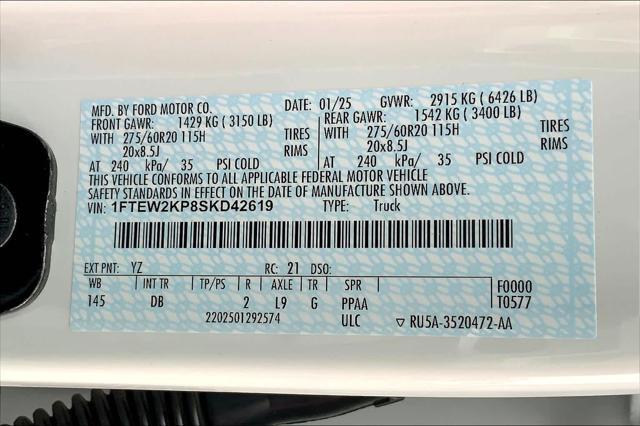 MFD. BY FORD MOTOR CO. DATE: 01/25 GVWR: 2915 KG ( 6426 LB)
FRONT GAWR: 1429 KG ( 3150 LB) REAR GAWR: 1542 KG ( 3400 LB)
WITH 275/60R20 115H TIRES WITH 275/60R20 115H TIRES
20x8.5J RIMS 20x8.5J RIMS
AT 240 kPa/ 35 PSI COLD AT 240 kPa/ 35 PSI COLD
THIS VEHICLE CONFORMS TO ALL APPLICABLE FEDERAL MOTOR VEHICLE
SAFETY STANDARDS IN EFFECT ON THE DATE OF MANUFACTURE SHOWN ABOVE.
VIN: 1FTEW2KP8SKD42619 TYPE: Truck
EXT PNT: YZ RC: 21 DSO:
WB INT TR TP/PS R AXLE TR SPR F0000
145 DB 2 L9 G PPAA T0577
2202501292574 ULC ▽ RU5A-3520472-AA